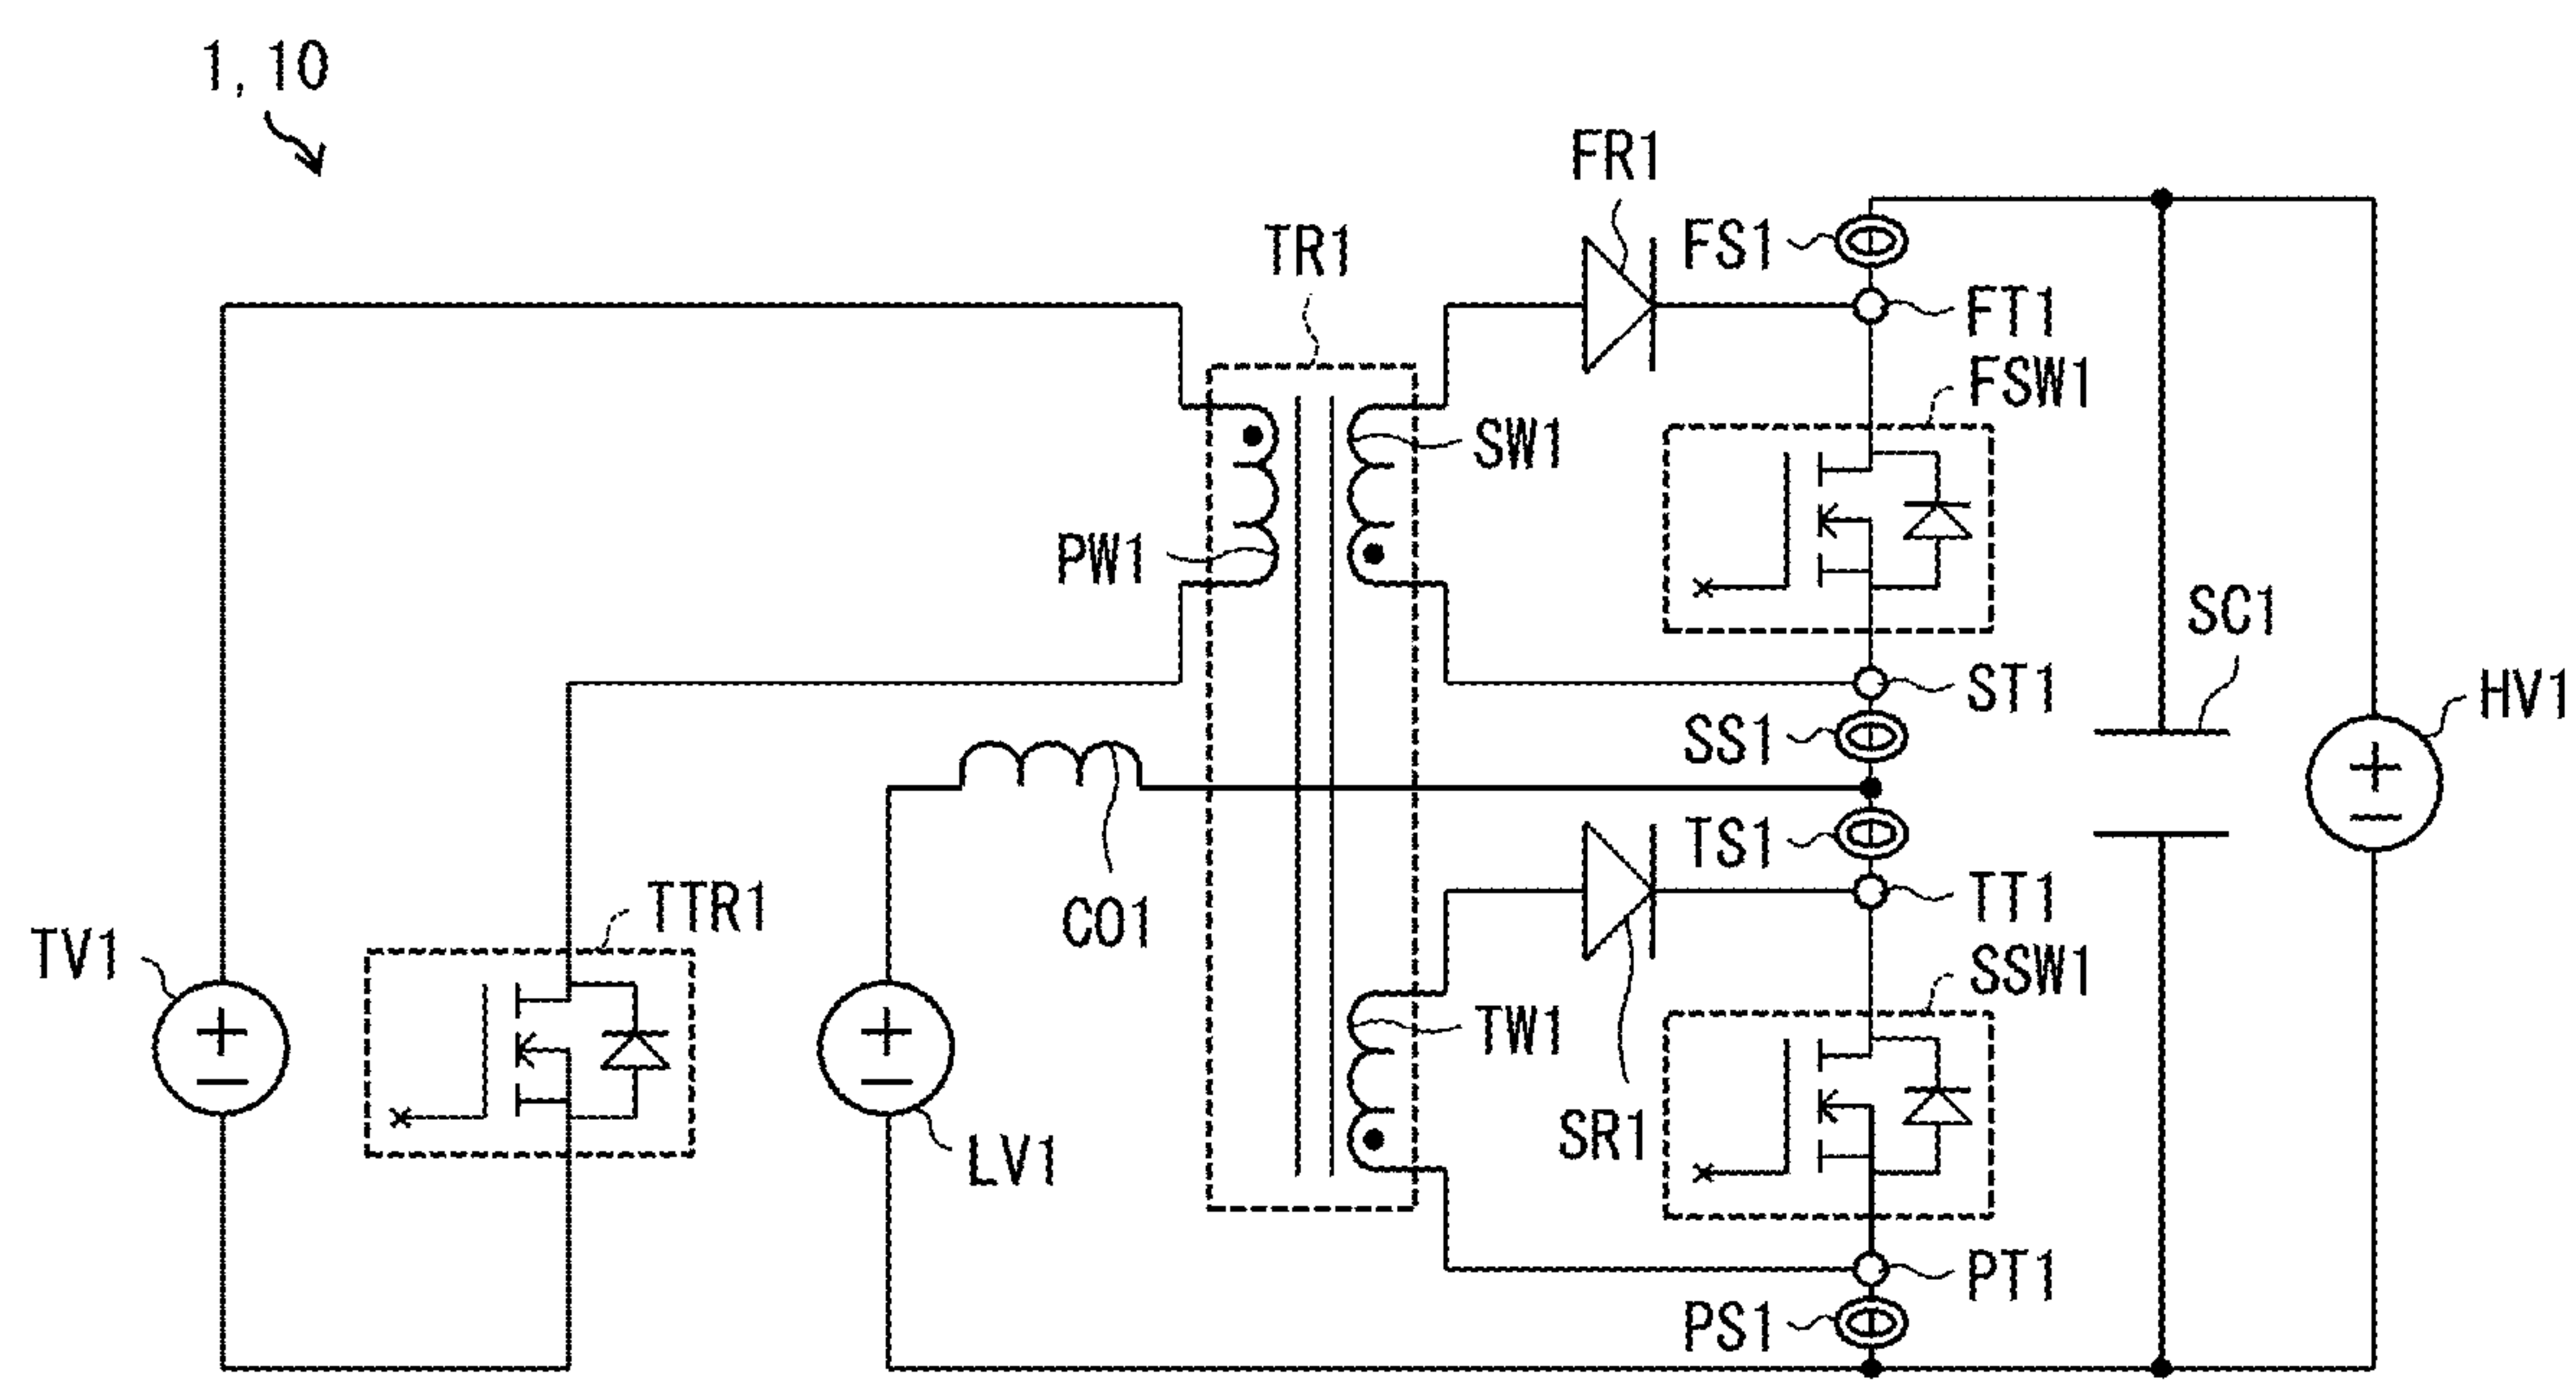 1, 10
FR1
FS1
TR1
FT1
FSW1
SW1
PW1
SC1
ST1
HV1
SS1
TS1
TTR1
CO1
TT1
TV1
SSW1
TW1
SR1
LV1
PT1
PS1